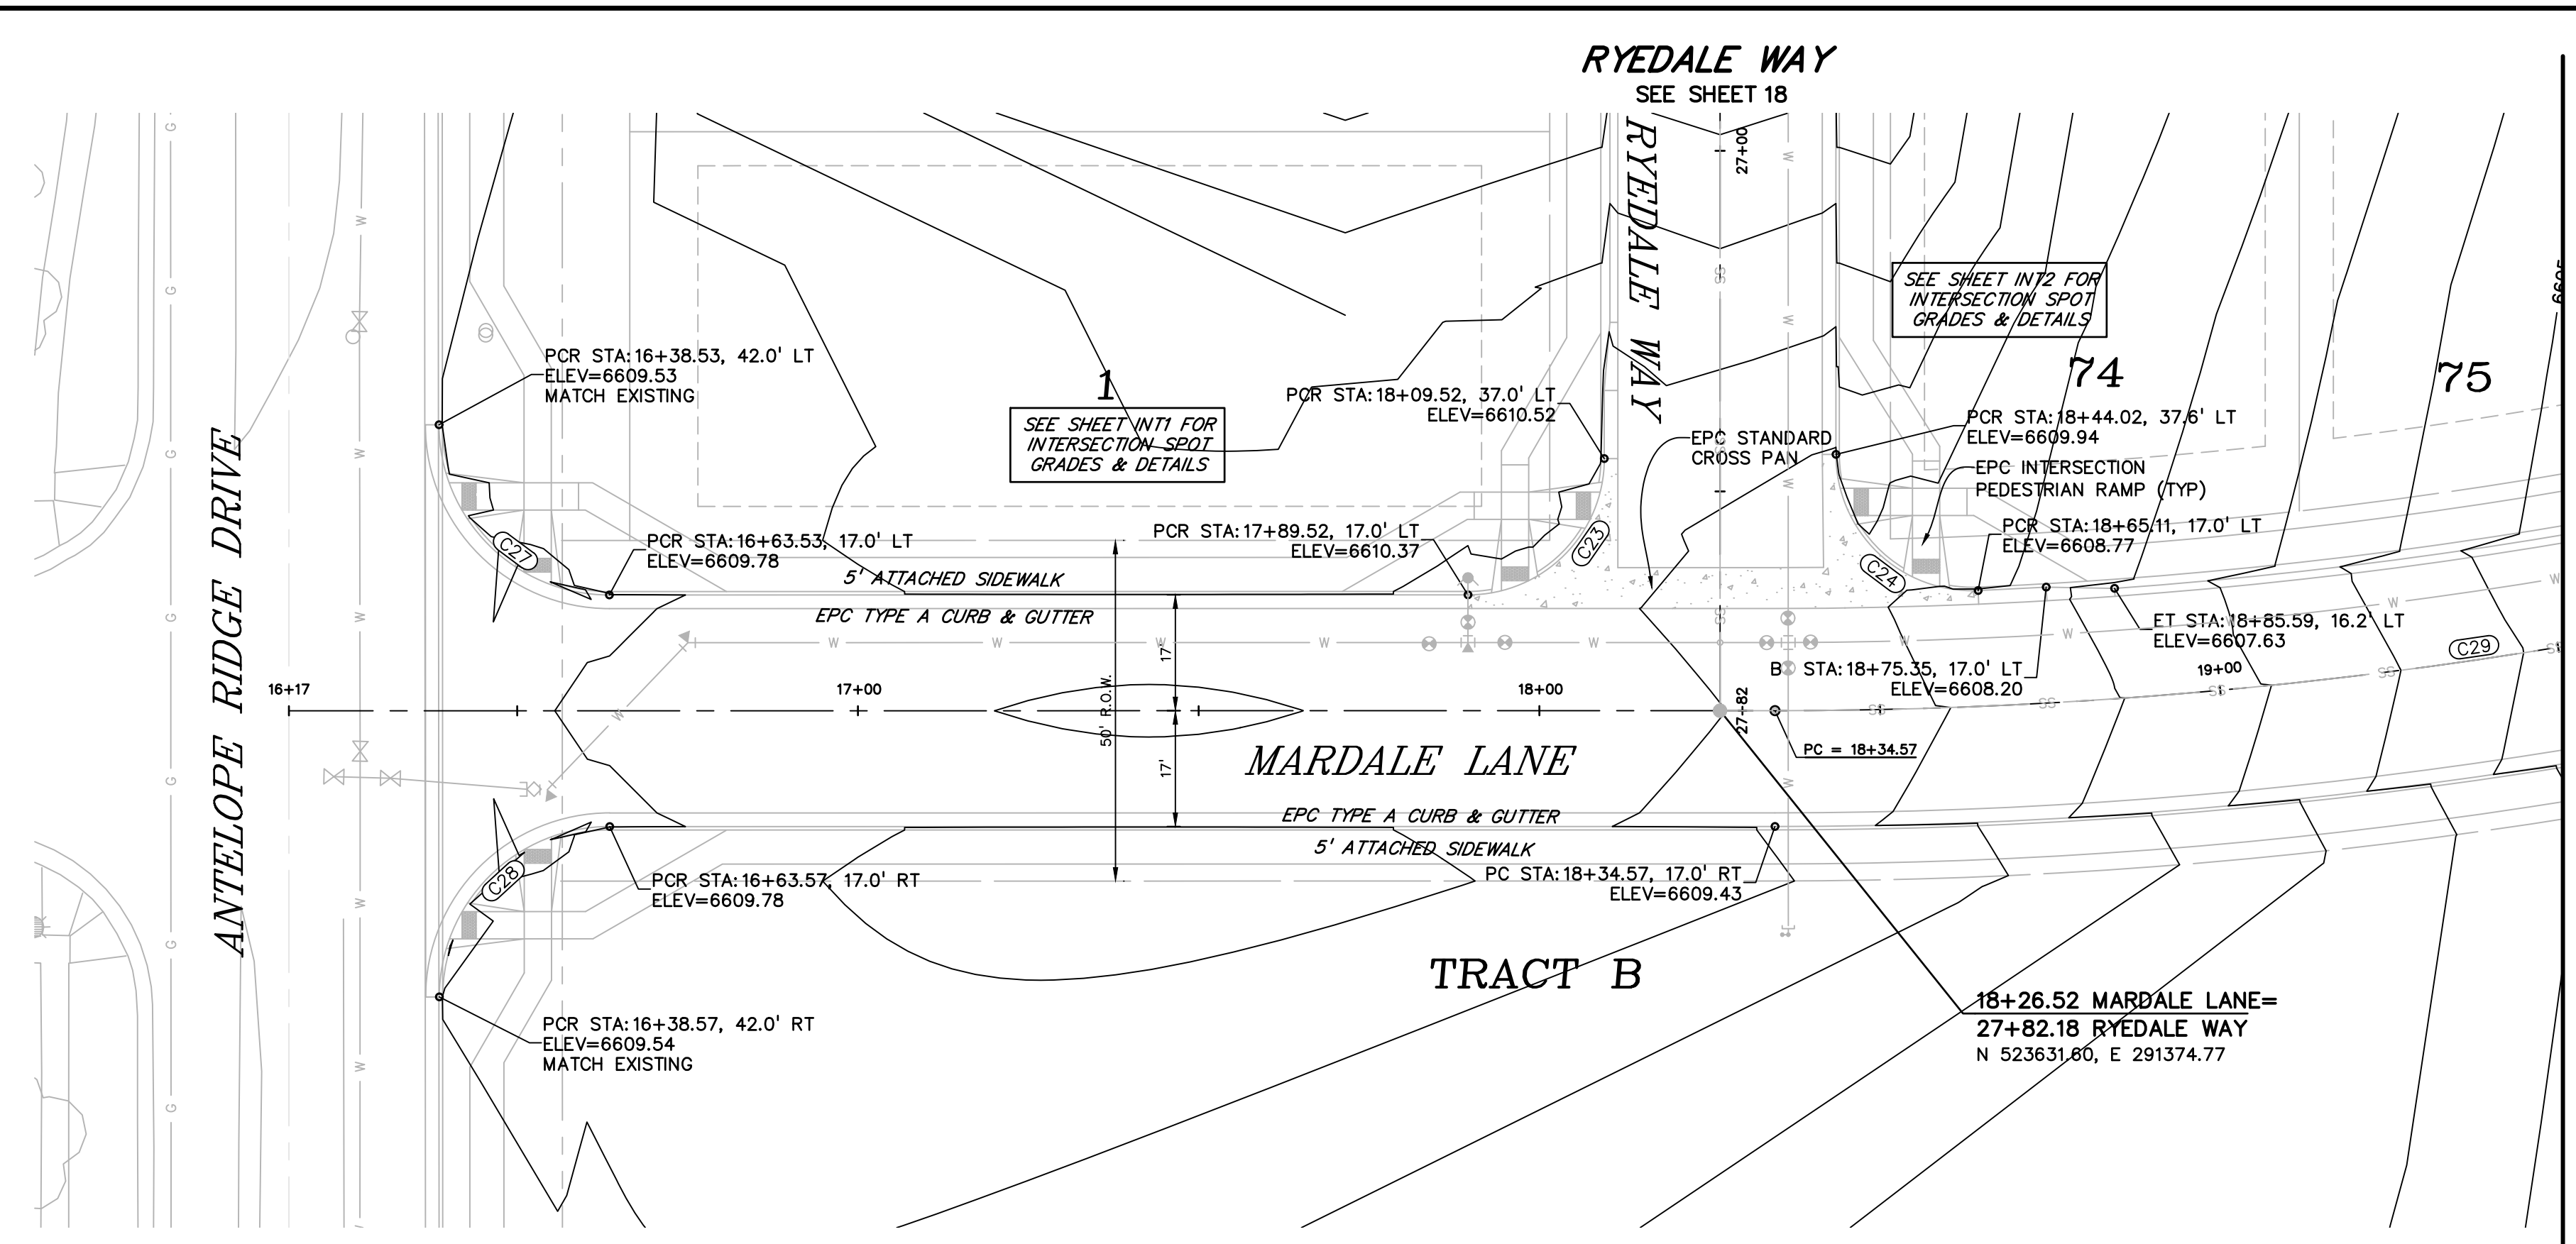 RYEDALE WAY
SEE SHEET 18
RYEDALE WAY
27+00
SEE SHEET INT2 FOR
INTERSECTION SPOT
GRADES & DETAILS
PCR STA:16+38.53, 42.0' LT
ELEV=6609.53
MATCH EXISTING
1
SEE SHEET INT1 FOR
INTERSECTION SPOT
GRADES & DETAILS
PCR STA:18+09.52, 37.0' LT
ELEV=6610.52
74
75
PCR STA:18+44.02, 37.6' LT
ELEV=6609.94
EPC STANDARD
CROSS PAN
EPC INTERSECTION
PEDESTRIAN RAMP (TYP)
ANTELOPE RIDGE DRIVE
C27
PCR STA:16+63.53, 17.0' LT
ELEV=6609.78
PCR STA:17+89.52, 17.0' LT
ELEV=6610.37
C23
C24
PCR STA:18+65.11, 17.0' LT
ELEV=6608.77
5' ATTACHED SIDEWALK
EPC TYPE A CURB & GUTTER
ET STA:18+85.59, 16.2' LT
ELEV=6607.63
STA:18+75.35, 17.0' LT
ELEV=6608.20
C29
19+00
16+17
17+00
18+00
27+82
17'
50' R.O.W.
17'
PC = 18+34.57
MARDALE LANE
EPC TYPE A CURB & GUTTER
5' ATTACHED SIDEWALK
C28
PCR STA:16+63.57, 17.0' RT
ELEV=6609.78
PC STA:18+34.57, 17.0' RT
ELEV=6609.43
TRACT B
PCR STA:16+38.57, 42.0' RT
ELEV=6609.54
MATCH EXISTING
18+26.52 MARDALE LANE=
27+82.18 RYEDALE WAY
N 523631.60, E 291374.77